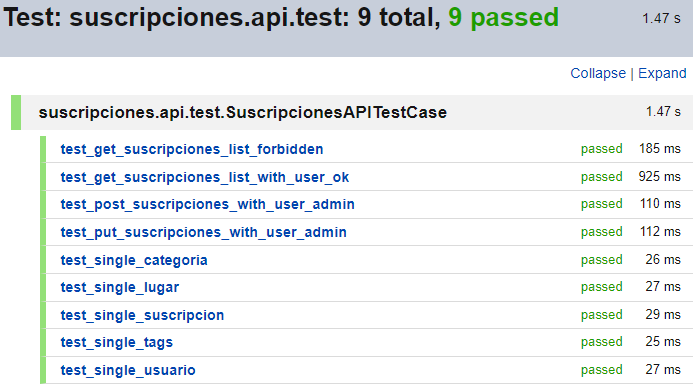 Test: suscripciones.api.test: 9 total, 9 passed 1.47 s
Collapse | Expand
suscripciones.api.test.SuscripcionesAPITestCase 1.47 s
test_get_suscripciones_list_forbidden passed 185 ms
test_get_suscripciones_list_with_user_ok passed 925 ms
test_post_suscripciones_with_user_admin passed 110 ms
test_put_suscripciones_with_user_admin passed 112 ms
test_single_categoria passed 26 ms
test_single_lugar passed 27 ms
test_single_suscripcion passed 29 ms
test_single_tags passed 25 ms
test_single_usuario passed 27 ms